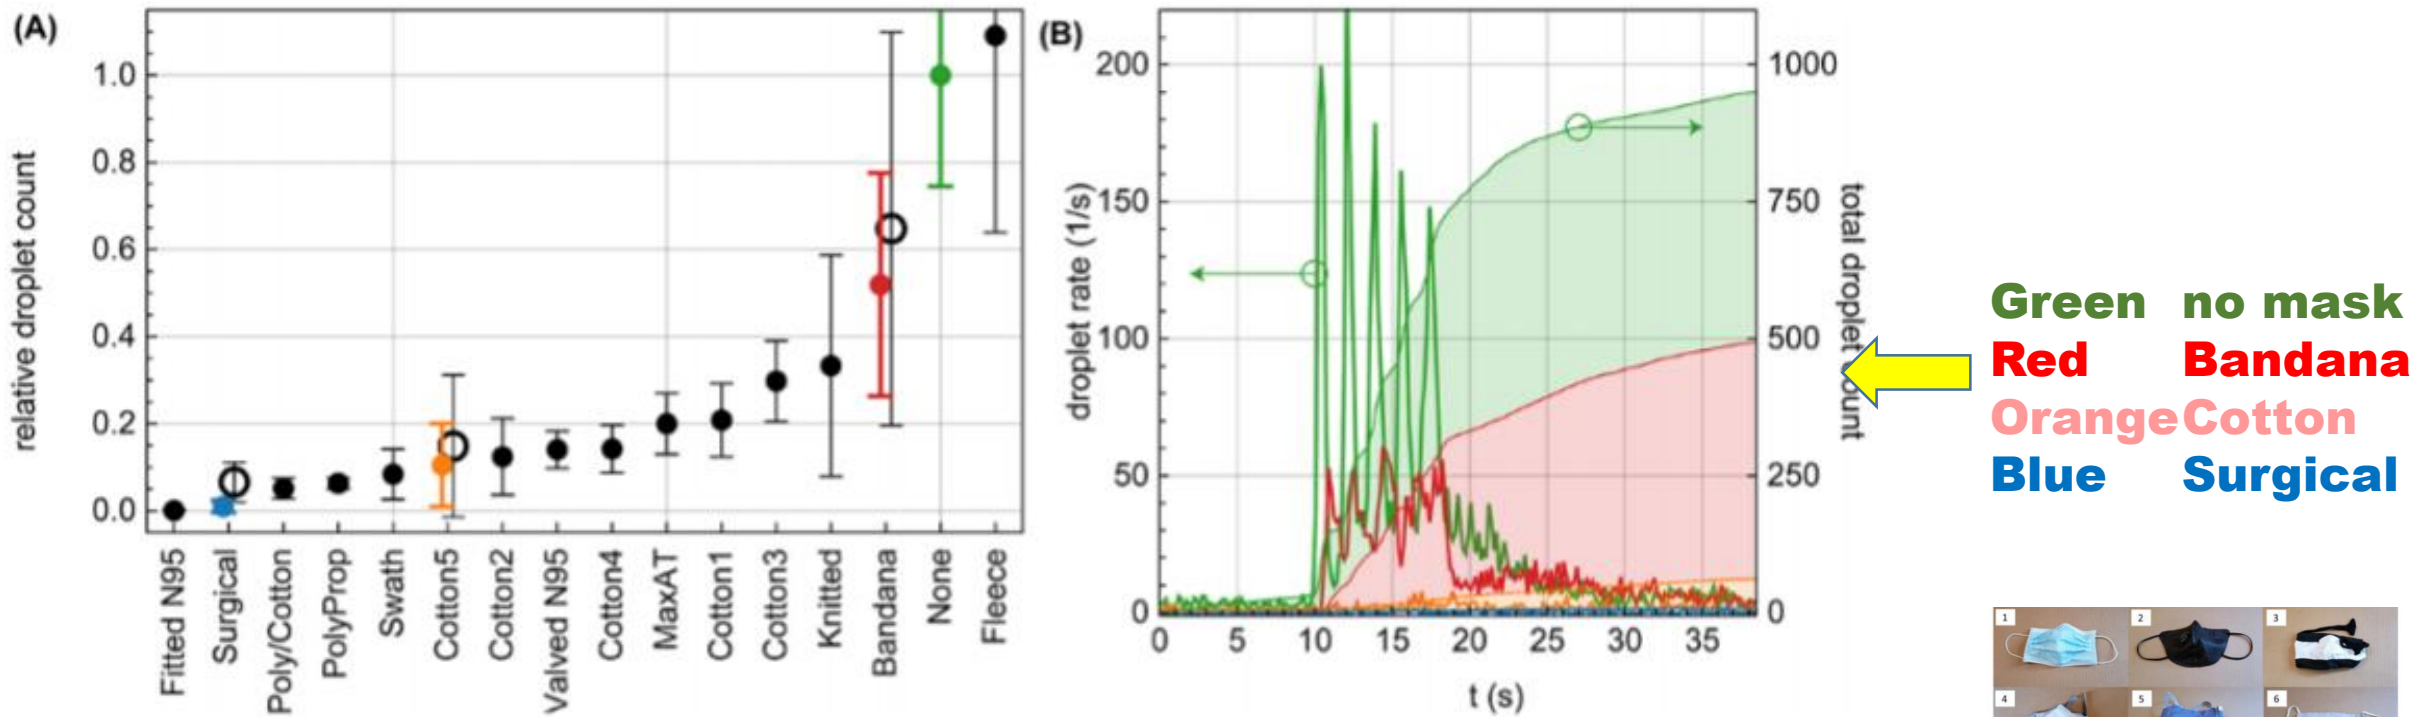 (A)
relative droplet count
1.0
0.8
0.6
0.4
0.2
0.0
Fitted N95
Surgical
Poly/Cotton
PolyProp
Swath
Cotton5
Cotton2
Valved N95
Cotton4
MaxAT
Cotton1
Cotton3
Knitted
Bandana
None
Fleece
(B)
droplet rate (1/s)
200
150
100
50
0
0 5 10 15 20 25 30 35
t (s)
1000
750
500
250
0
total droplet count
Green no mask
Red Bandana
Orange Cotton
Blue Surgical
1 2 3
4 5 6